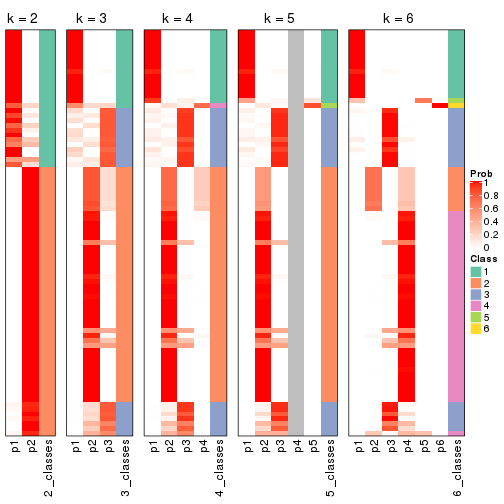 k = 2
k = 3
k = 4
k = 5
k = 6
p1
p2
2_classes
p1
p2
p3
3_classes
p1
p2
p3
p4
4_classes
p1
p2
p3
p4
p5
5_classes
p1
p2
p3
p4
p5
p6
6_classes
Prob
1
0.8
0.6
0.4
0.2
0
Class
1
2
3
4
5
6